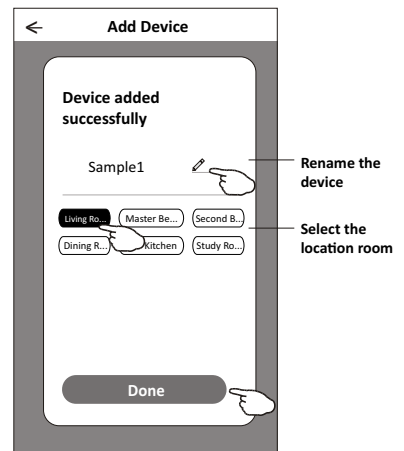 Add Device
Device added
successfully
Sample1
Rename the
device
Living Ro...
Master Be...
Second B...
Select the
location room
Dining R...
Kitchen
Study Ro...
Done